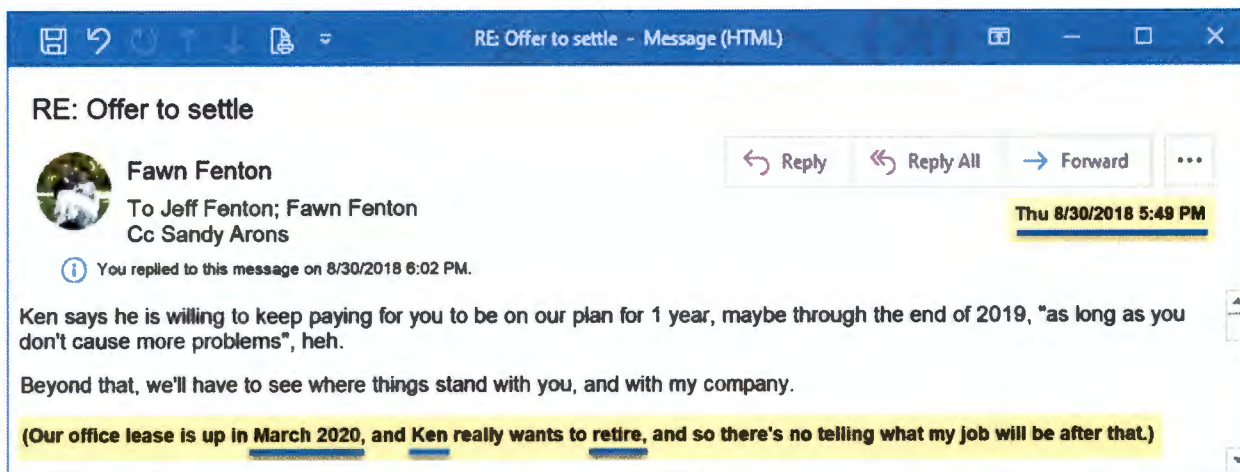 RE: Offer to settle - Message (HTML)
RE: Offer to settle
Fawn Fenton
To Jeff Fenton; Fawn Fenton
Cc Sandy Arons
Reply
Reply All
Forward
Thu 8/30/2018 5:49 PM
You replied to this message on 8/30/2018 6:02 PM.
Ken says he is willing to keep paying for you to be on our plan for 1 year, maybe through the end of 2019, "as long as you
don't cause more problems", heh.
Beyond that, we'll have to see where things stand with you, and with my company.
(Our office lease is up in March 2020, and Ken really wants to retire, and so there's no telling what my job will be after that.)